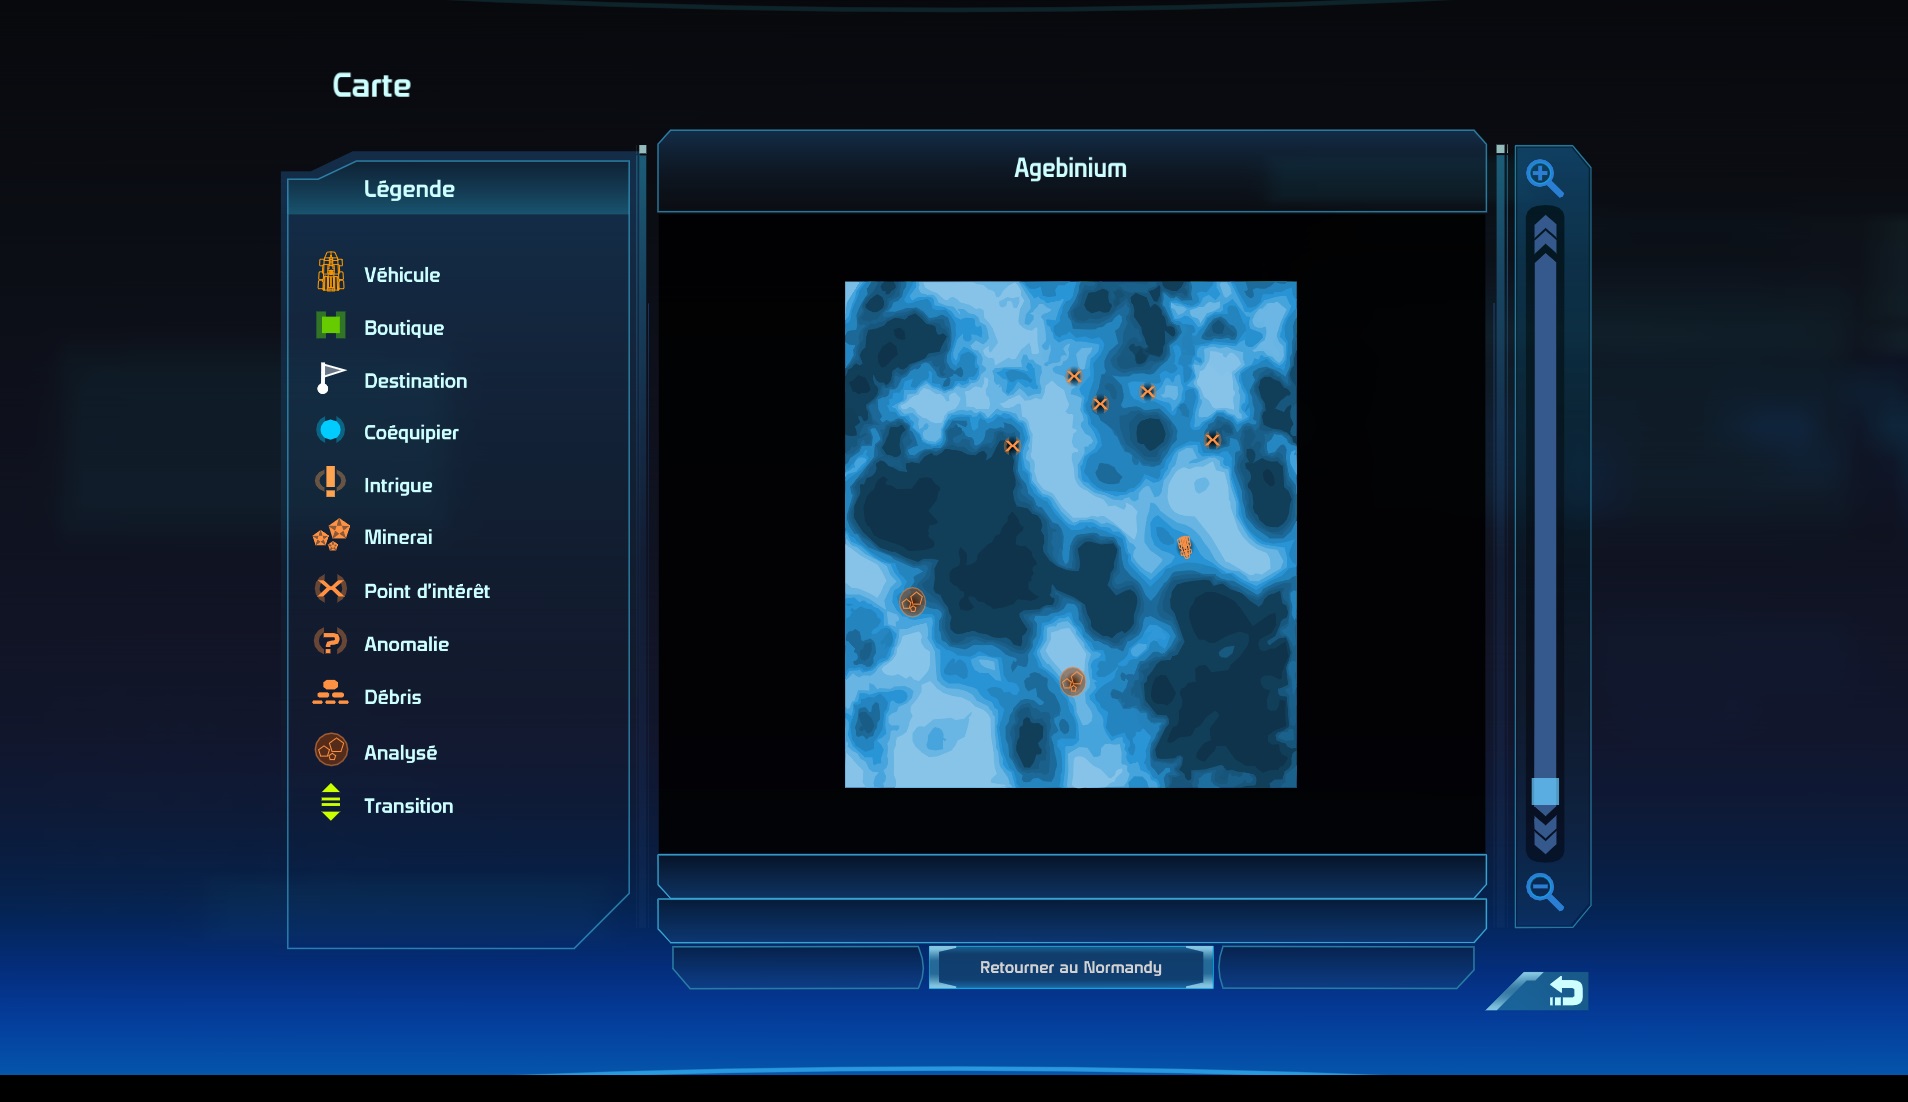 Carte
Légende
Véhicule
Boutique
Destination
Coéquipier
Intrigue
Minerai
Point d'intérêt
Anomalie
Débris
Analysé
Transition
Agebinium
Retourner au Normandy